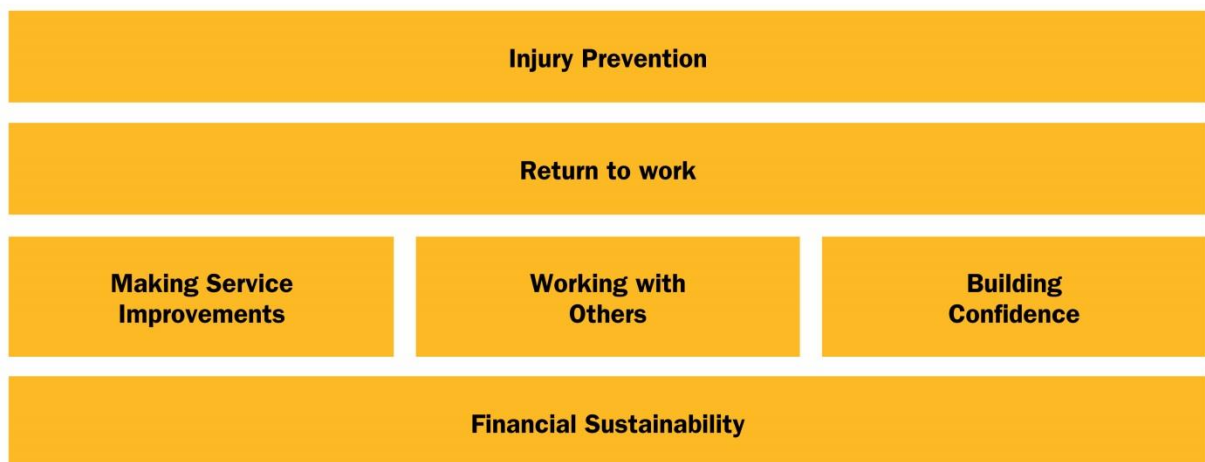 Injury Prevention
Return to work
Making Service
Improvements
Working with
Others
Building
Confidence
Financial Sustainability